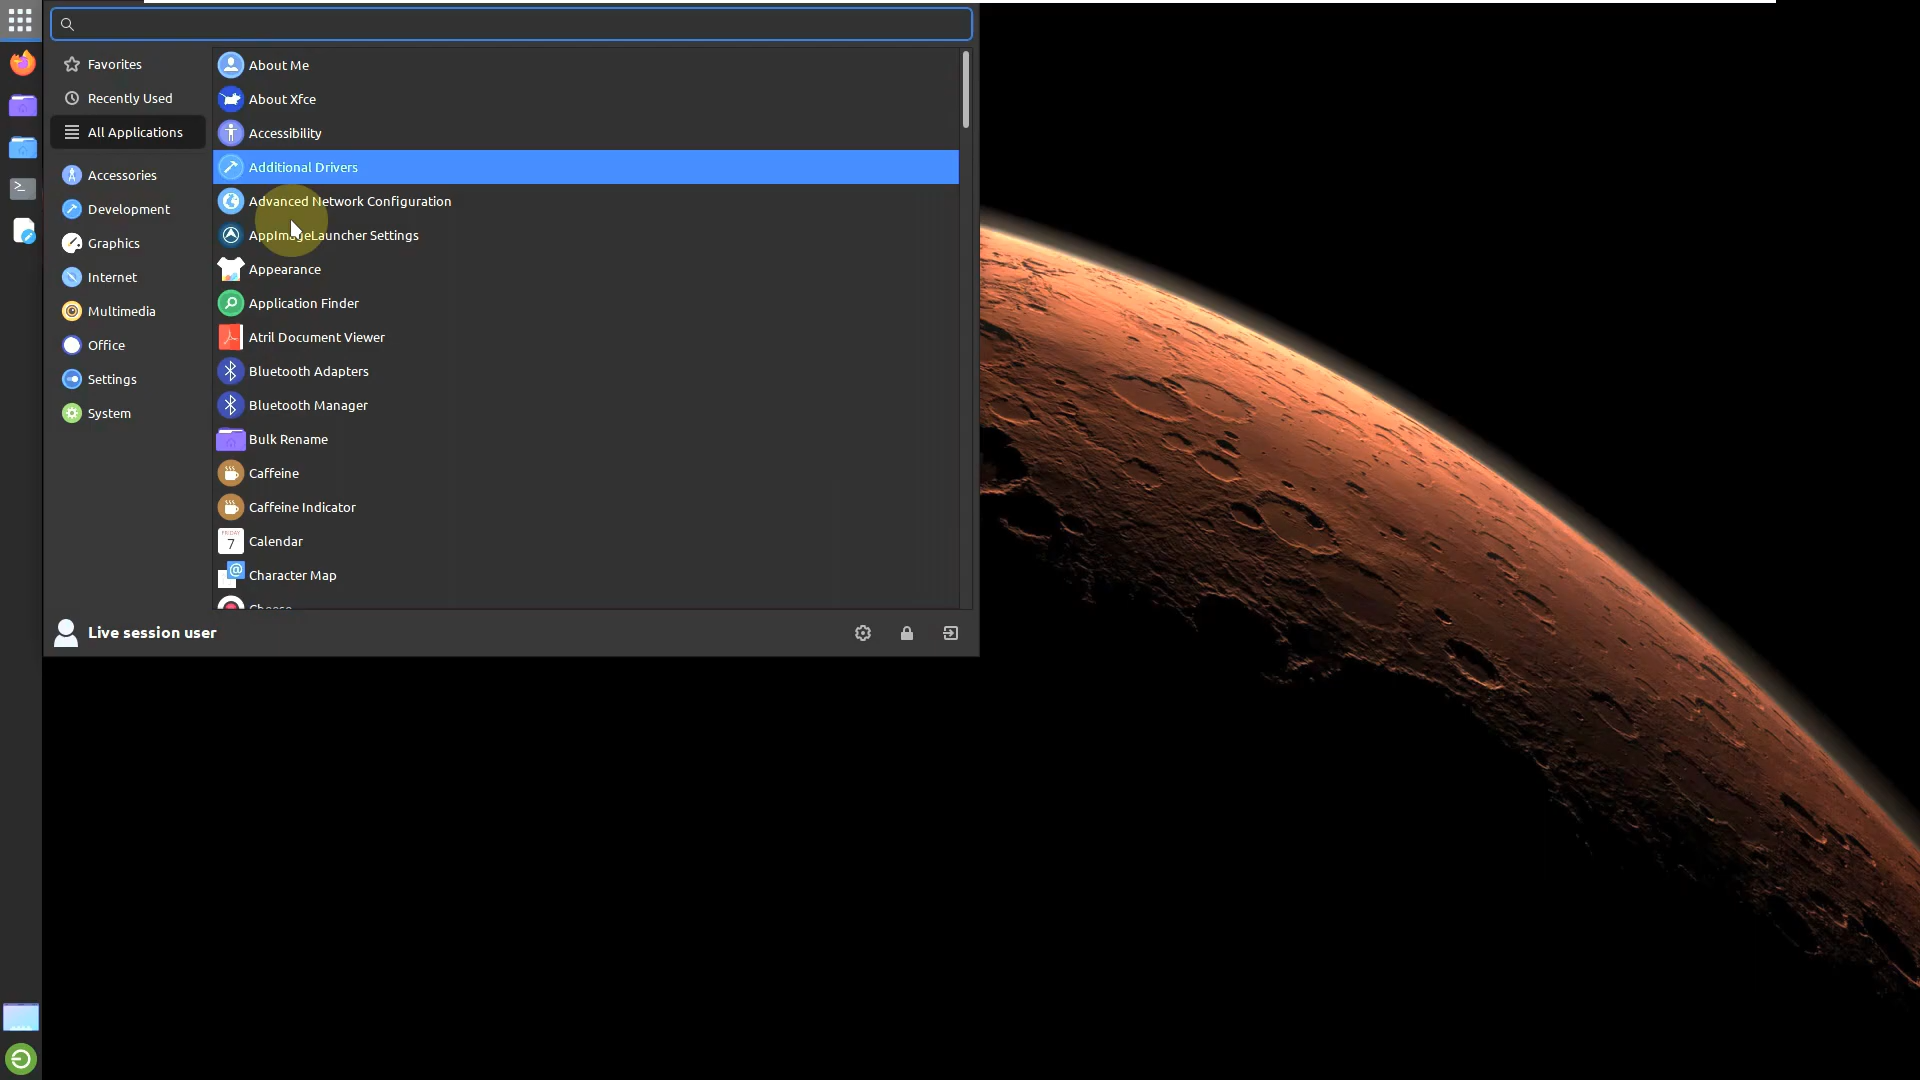 Favorites
Recently Used
All Applications
Accessories
Development
Graphics
Internet
Multimedia
Office
Settings
System
About Me
About Xfce
Accessibility
Additional Drivers
Advanced Network Configuration
AppImageLauncher Settings
Appearance
Application Finder
Atril Document Viewer
Bluetooth Adapters
Bluetooth Manager
Bulk Rename
Caffeine
Caffeine Indicator
FRIDAY
7
Calendar
@
Character Map
Cheese
Live session user